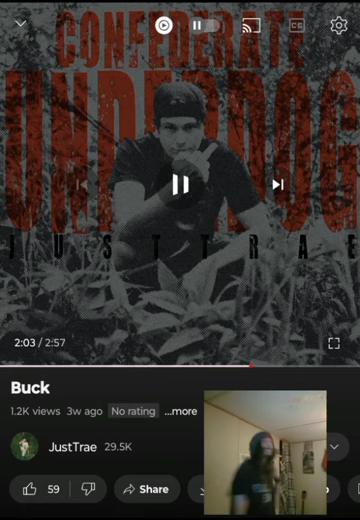 CONFEDERATE
UNDERDOG
JUSTTRAE
2:03 / 2:57
Buck
1.2K views 3w ago No rating ...more
JustTrae 29.5K
59 Share